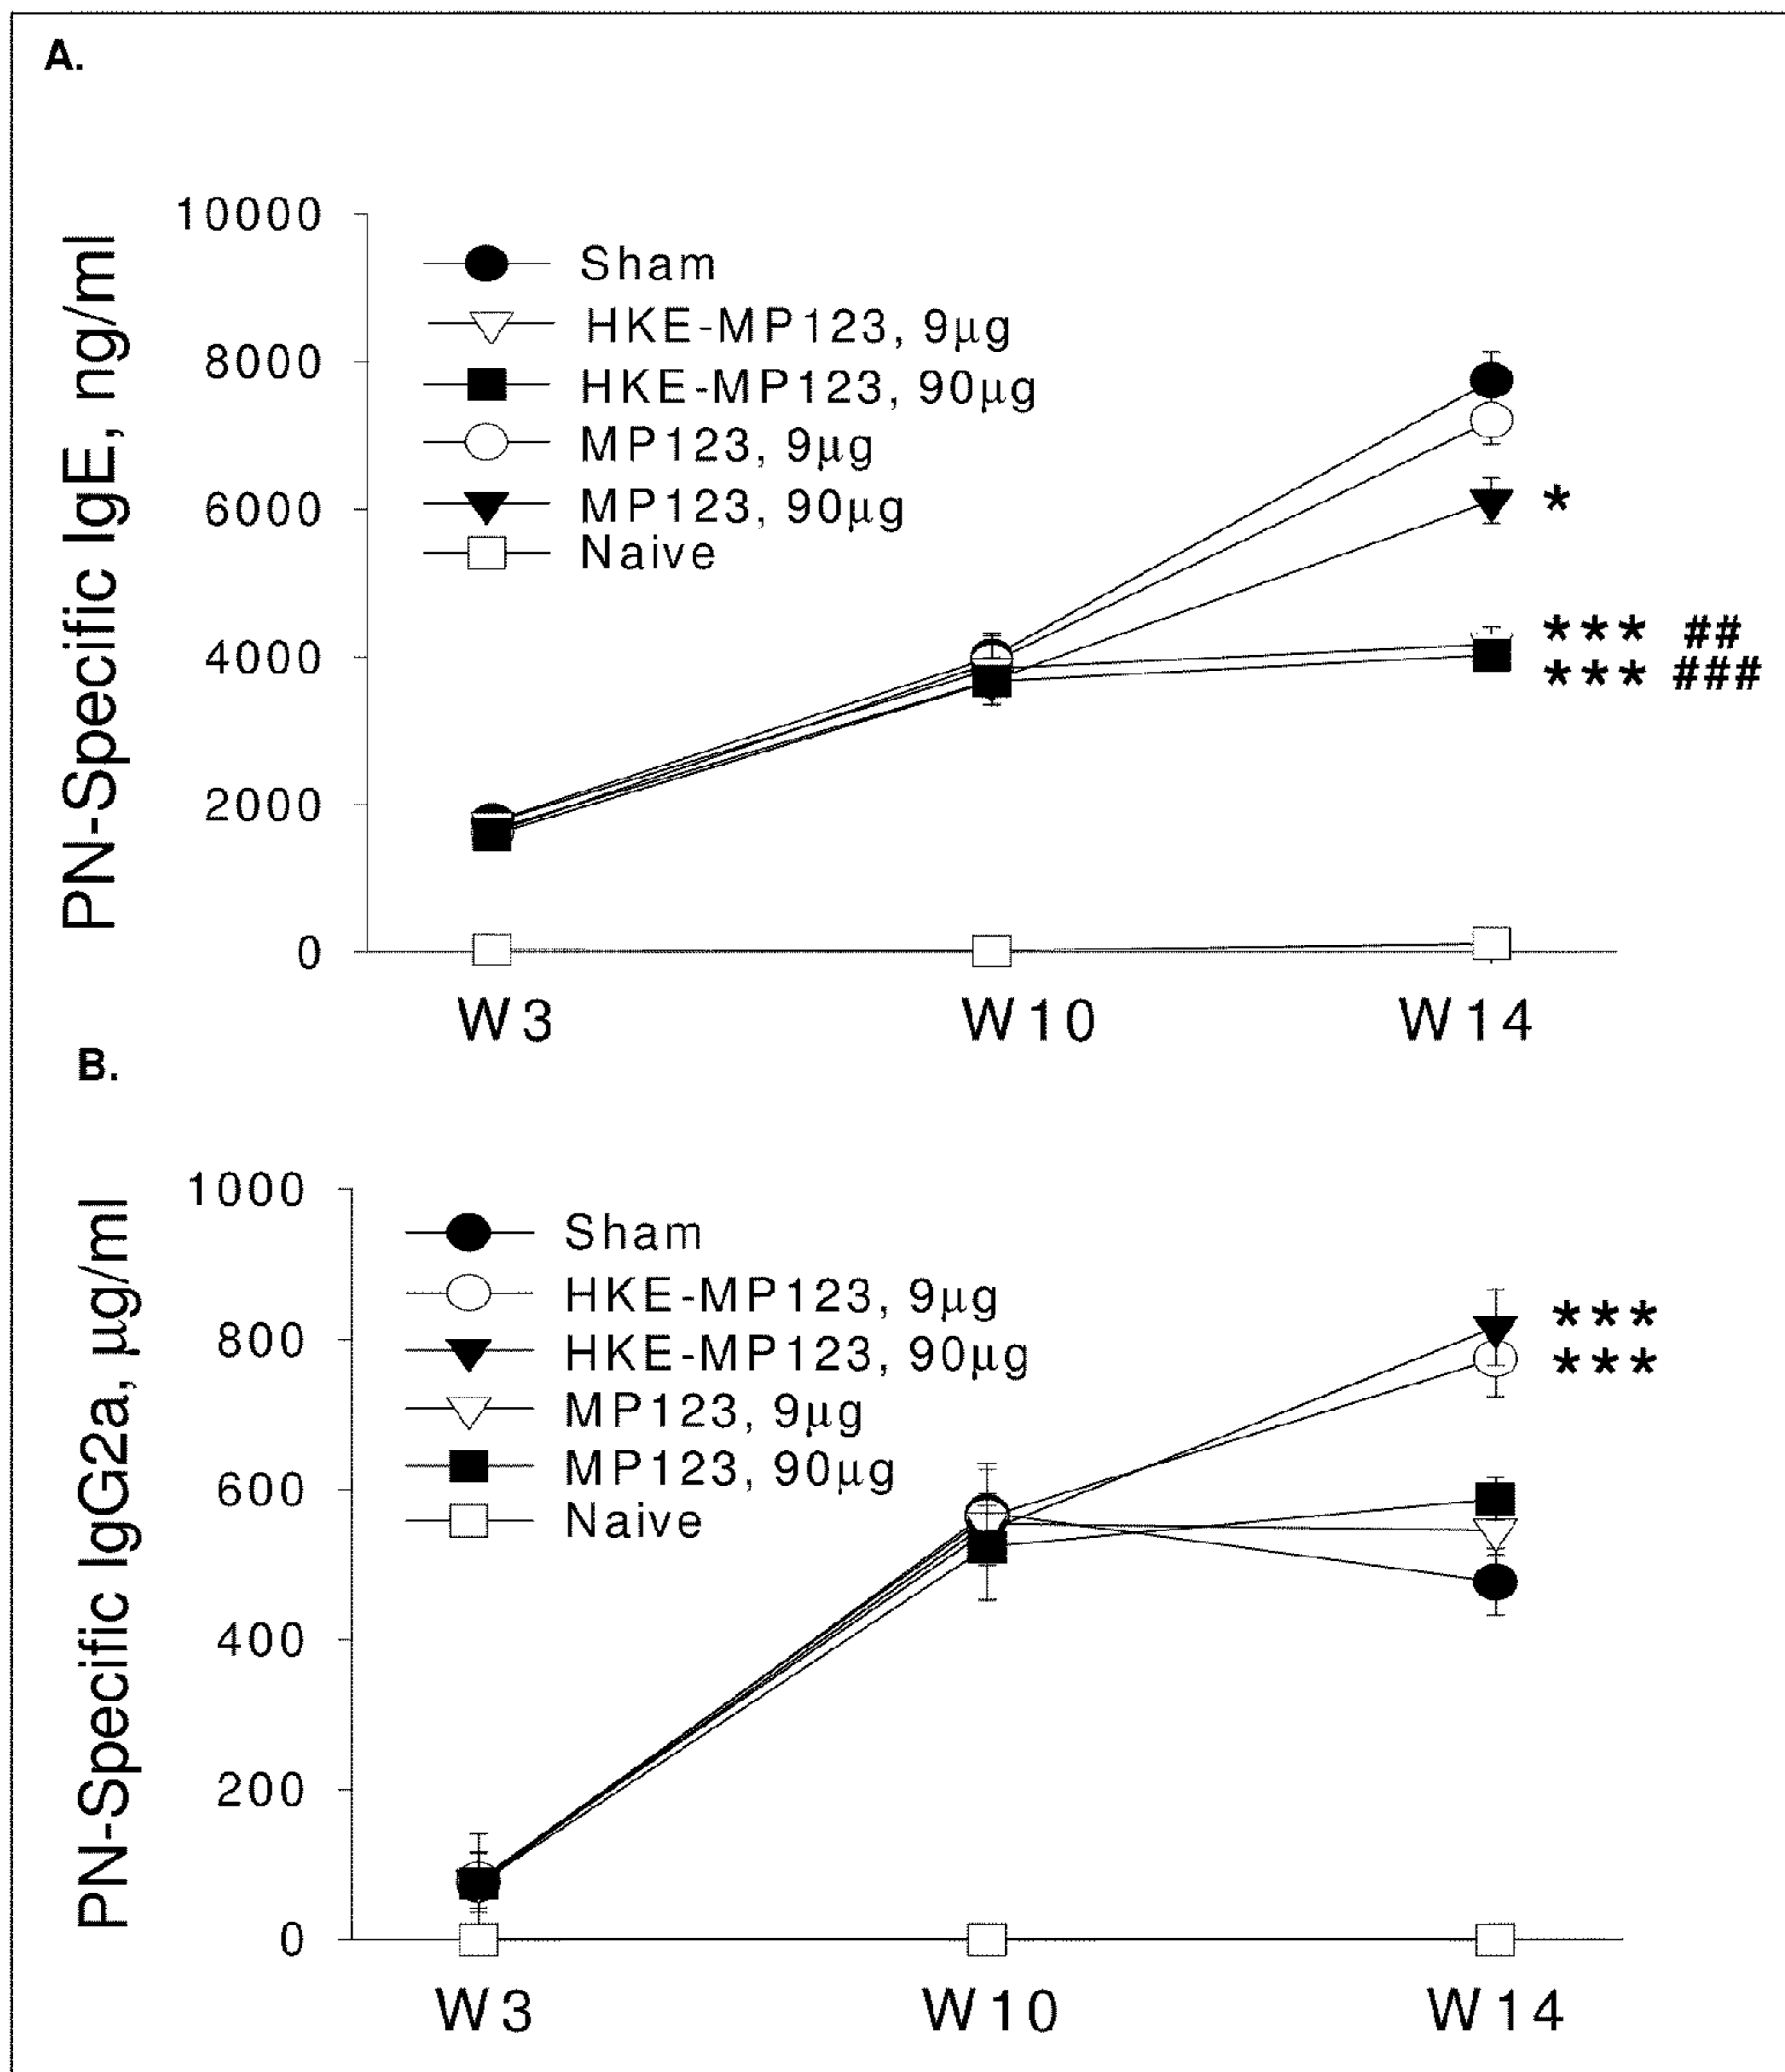 A.
PN-Specific IgE, ng/ml
10000
8000
6000
4000
2000
0
Sham
HKE-MP123, 9μg
HKE-MP123, 90μg
MP123, 9μg
MP123, 90μg
Naive
*
*** ##
*** ###
W3 W10 W14
B.
PN-Specific IgG2a, μg/ml
1000
800
600
400
200
0
Sham
HKE-MP123, 9μg
HKE-MP123, 90μg
MP123, 9μg
MP123, 90μg
Naive
***
***
W3 W10 W14